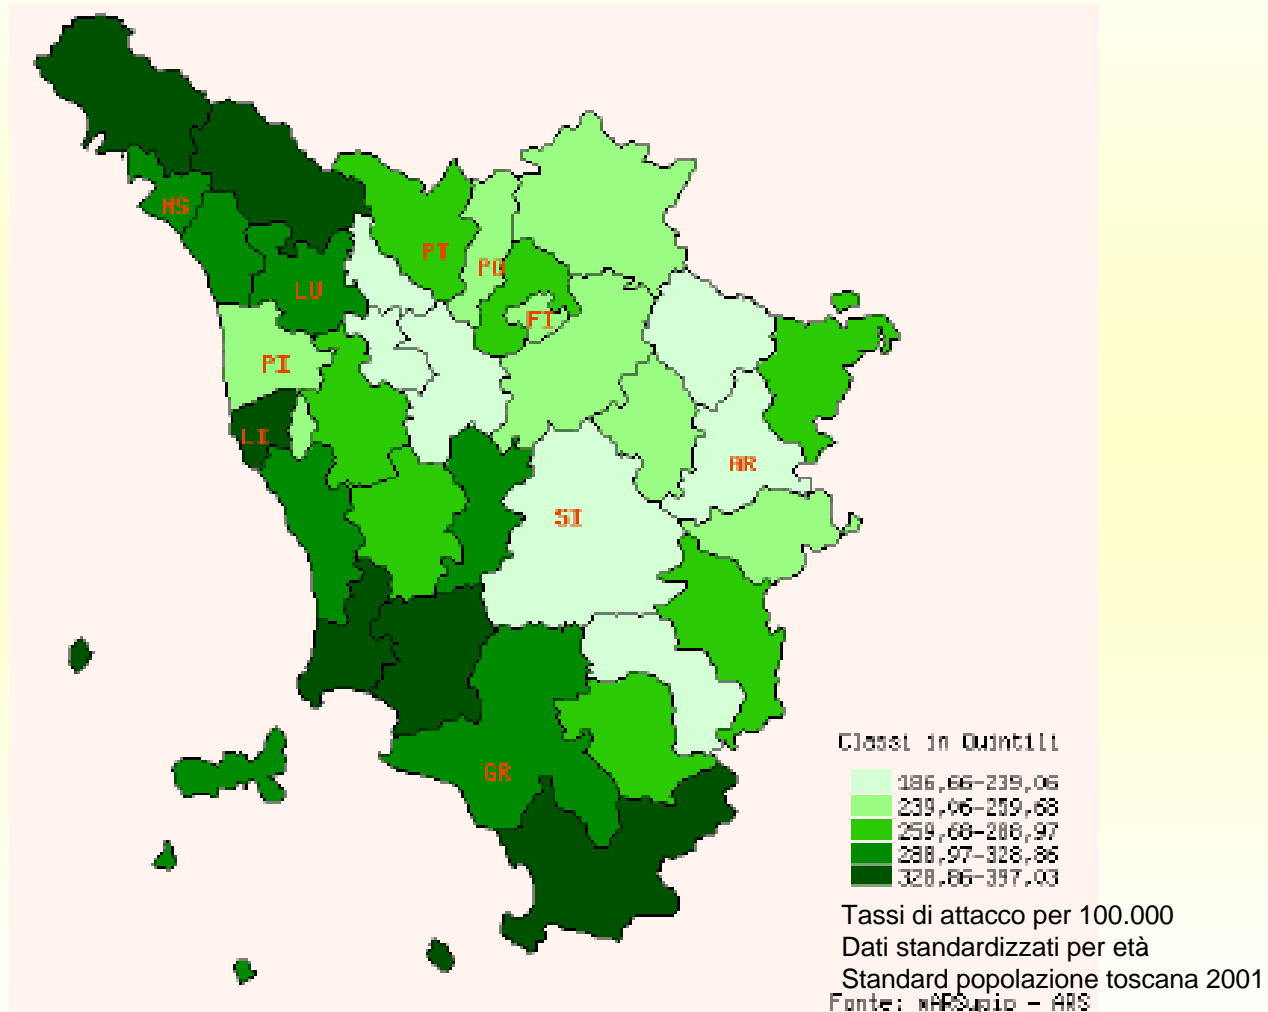 MS
PT
PO
LU
FI
PI
LI
AR
SI
GR
Classi in Quintili
186,66-239,06
239,06-259,68
259,68-288,97
288,97-328,86
328,86-397,03
Tassi di attacco per 100.000
Dati standardizzati per età
Standard popolazione toscana 2001
Fonte: - ARS